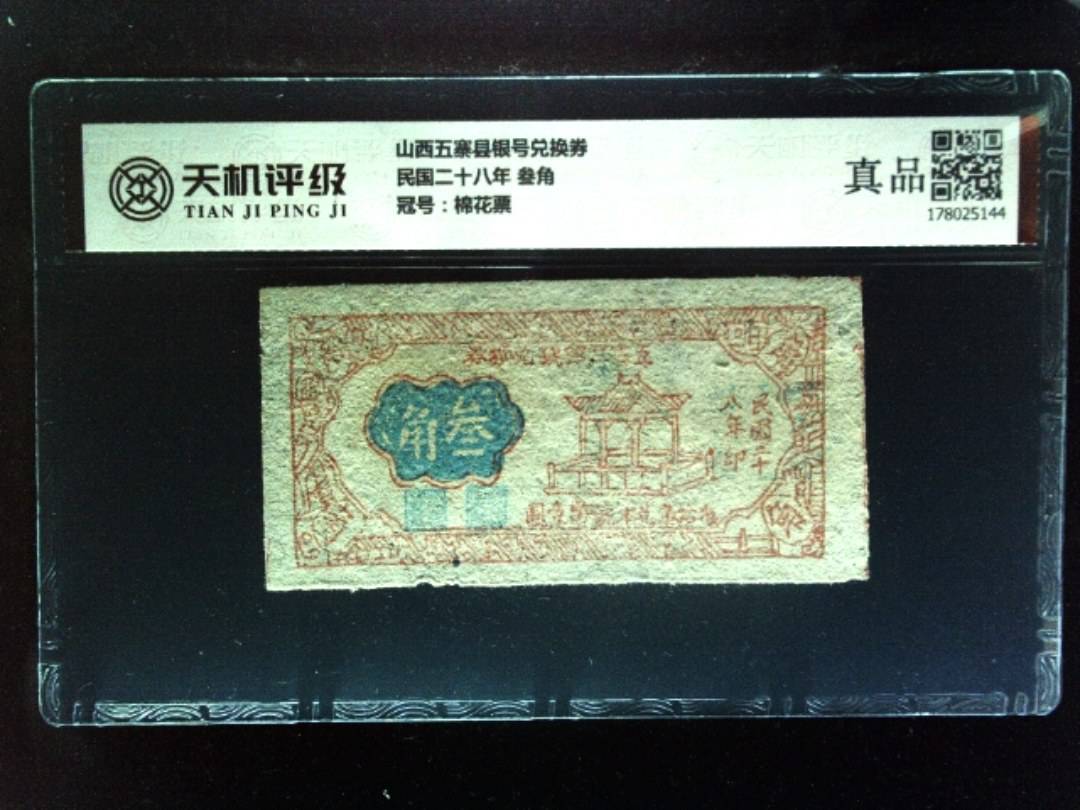 天机评级
TIAN JI PING JI
山西五寨县银号兑换券
民国二十八年 叁角
冠号：棉花票
真品
178025144
叁角
民国二十
八年印